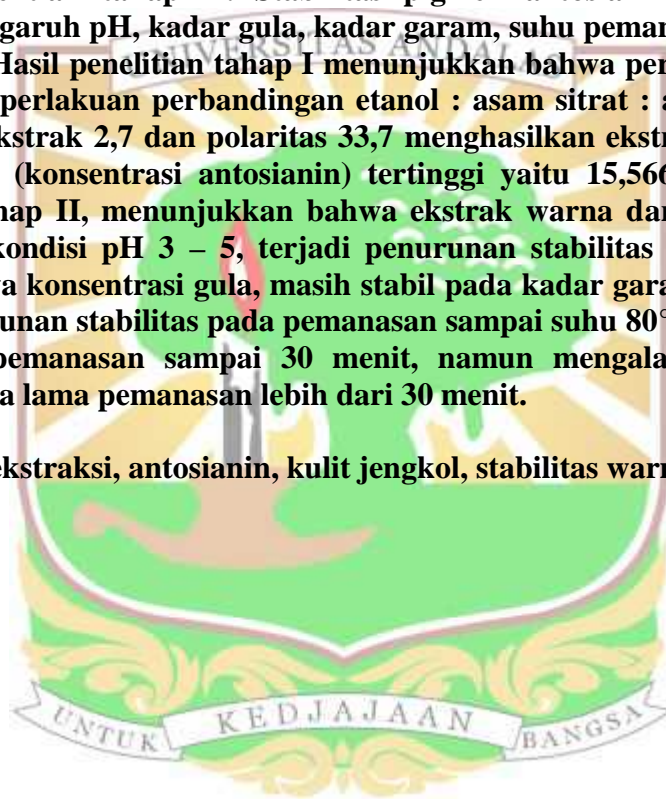 garuh pH, kadar gula, kadar garam, suhu pemar
UNIVERSITAS ANDALAS
Hasil penelitian tahap I menunjukkan bahwa per
perlakuan perbandingan etanol : asam sitrat : a
kstrak 2,7 dan polaritas 33,7 menghasilkan ekstr
(konsentrasi antosianin) tertinggi yaitu 15,566
hap II, menunjukkan bahwa ekstrak warna dar
kondisi pH 3 – 5, terjadi penurunan stabilitas
ya konsentrasi gula, masih stabil pada kadar gara
unan stabilitas pada pemanasan sampai suhu 80°
pemanasan sampai 30 menit, namun mengala
a lama pemanasan lebih dari 30 menit.
ekstraksi, antosianin, kulit jengkol, stabilitas warn
UNTUK KEDJAJAAN BANGSA